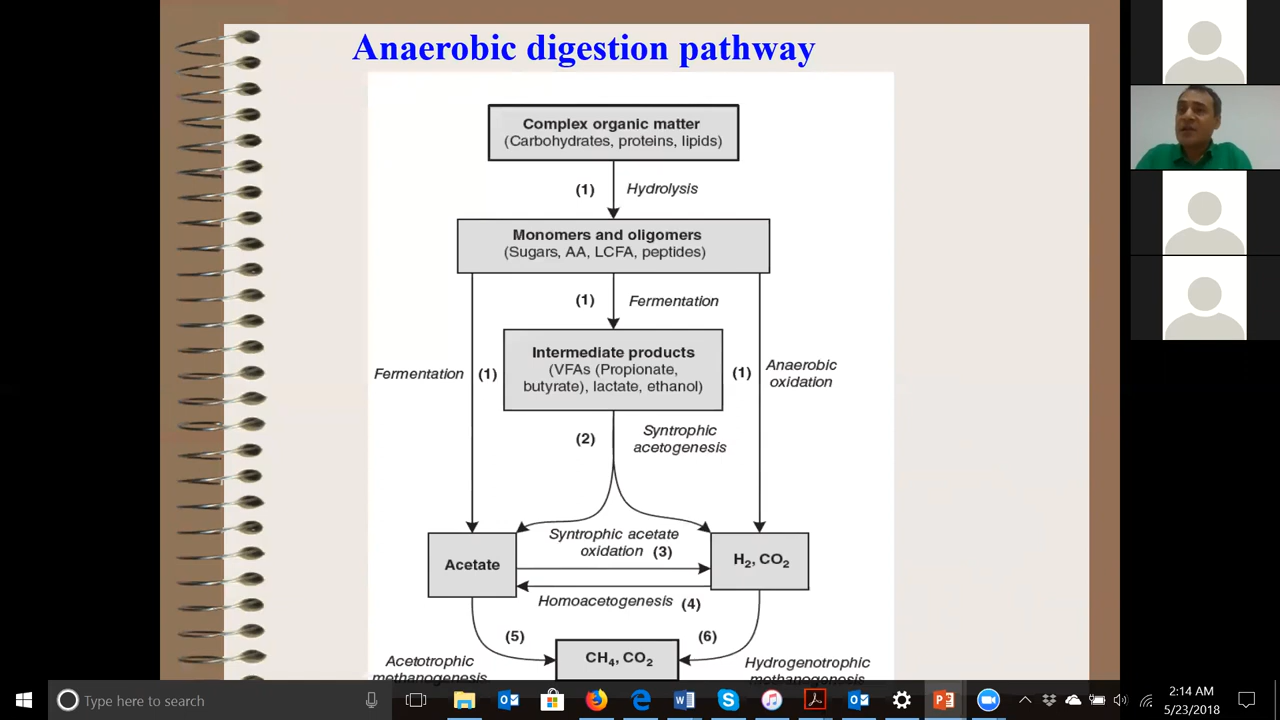 Anaerobic digestion pathway
Complex organic matter
(Carbohydrates, proteins, lipids)
(1) Hydrolysis
Monomers and oligomers
(Sugars, AA, LCFA, peptides)
(1) Fermentation
Intermediate products
(VFAs (Propionate,
butyrate), lactate, ethanol)
Fermentation (1)
(1) Anaerobic
oxidation
(2) Syntrophic
acetogenesis
Syntrophic acetate
oxidation (3)
Acetate
H2, CO2
Homoacetogenesis (4)
(5)
(6)
CH4, CO2
Acetotrophic
methanogenesis
Hydrogenotrophic
methanogenesis
Type here to search
2:14 AM
5/23/2018